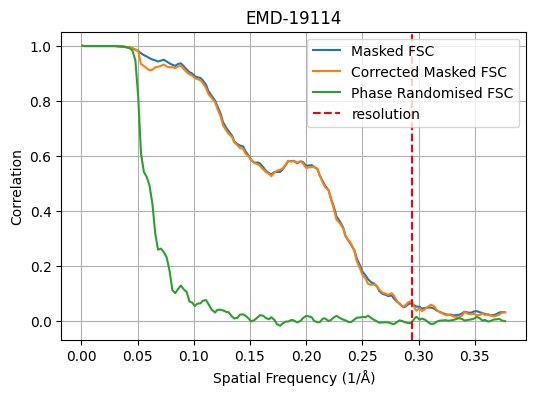 EMD-19114
Masked FSC
Corrected Masked FSC
Phase Randomised FSC
resolution
Correlation
1.0
0.8
0.6
0.4
0.2
0.0
0.00 0.05 0.10 0.15 0.20 0.25 0.30 0.35
Spatial Frequency (1/Å)